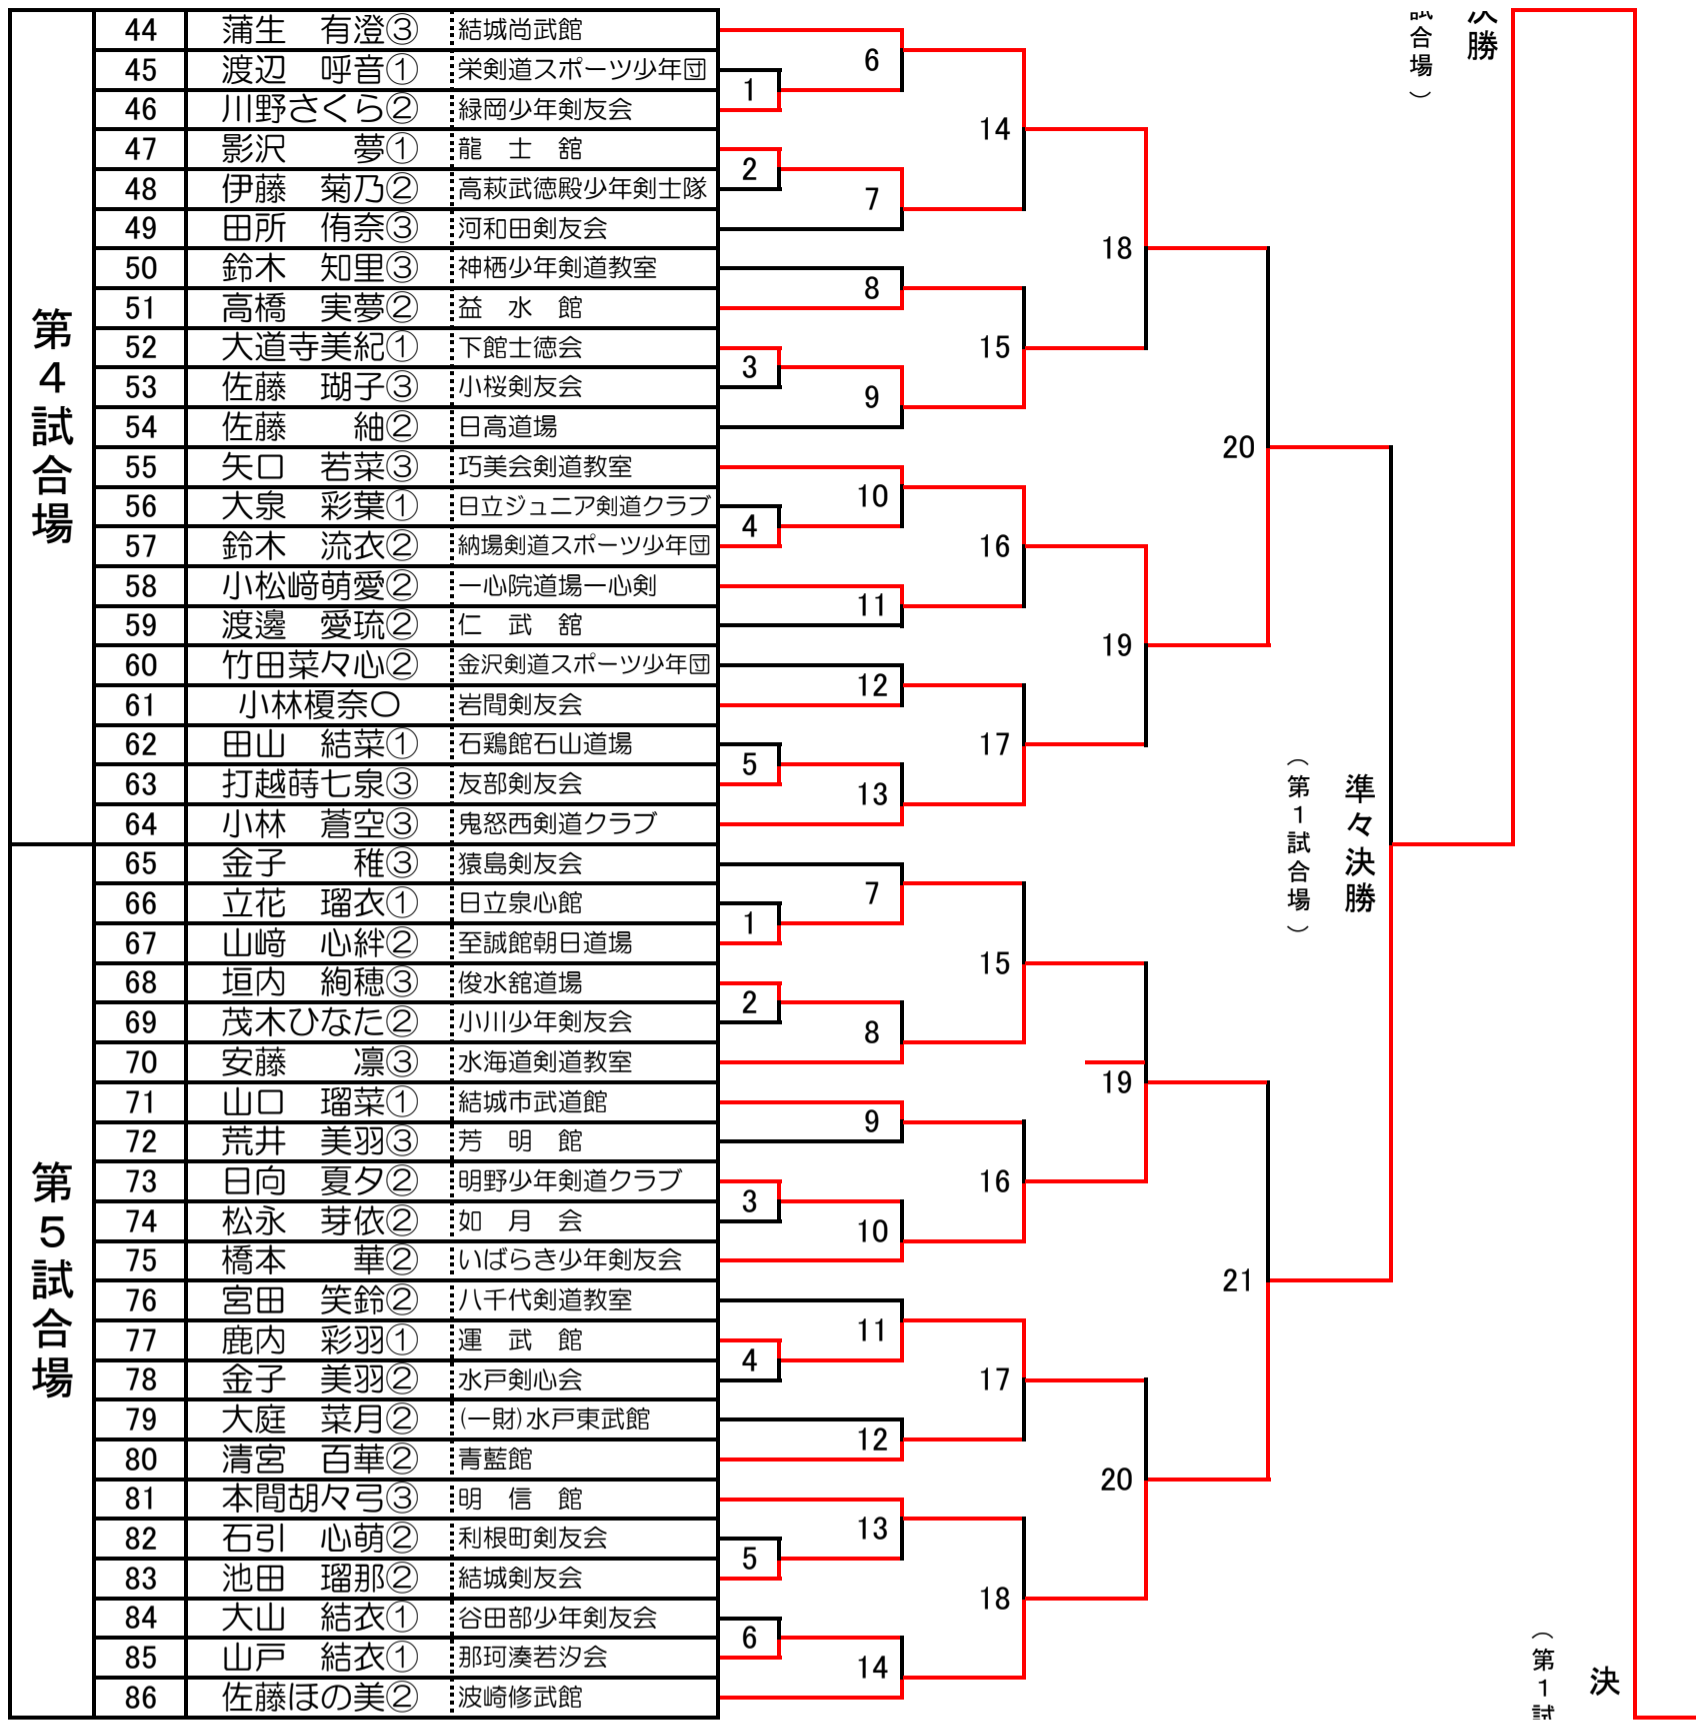 第4試合場
44 蒲生 有澄③ 結城尚武館
45 渡辺 呼音① 栄剣道スポーツ少年団
46 川野さくら② 緑岡少年剣友会
47 影沢 夢① 龍士舘
48 伊藤 菊乃② 高萩武徳殿少年剣士隊
49 田所 侑奈③ 河和田剣友会
50 鈴木 知里③ 神栖少年剣道教室
51 高橋 実夢② 益水館
52 大道寺美紀① 下館士徳会
53 佐藤 瑚子③ 小桜剣友会
54 佐藤 紬② 日高道場
55 矢口 若菜③ 巧美会剣道教室
56 大泉 彩葉① 日立ジュニア剣道クラブ
57 鈴木 流衣② 納場剣道スポーツ少年団
58 小松﨑萌愛② 一心院道場一心剣
59 渡邊 愛琉② 仁武舘
60 竹田菜々心② 金沢剣道スポーツ少年団
61 小林榎奈〇 岩間剣友会
62 田山 結菜① 石鶏館石山道場
63 打越蒔七泉③ 友部剣友会
64 小林 蒼空③ 鬼怒西剣道クラブ
第5試合場
65 金子 稚③ 猿島剣友会
66 立花 瑠衣① 日立泉心館
67 山﨑 心絆② 至誠館朝日道場
68 垣内 絢穂③ 俊水舘道場
69 茂木ひなた② 小川少年剣友会
70 安藤 凛③ 水海道剣道教室
71 山口 瑠菜① 結城市武道館
72 荒井 美羽③ 芳明館
73 日向 夏夕② 明野少年剣道クラブ
74 松永 芽依② 如月会
75 橋本 華② いばらき少年剣友会
76 宮田 笑鈴② 八千代剣道教室
77 鹿内 彩羽① 運武館
78 金子 美羽② 水戸剣心会
79 大庭 菜月② (一財)水戸東武館
80 清宮 百華② 青藍館
81 本間胡々弓③ 明信館
82 石引 心萌② 利根町剣友会
83 池田 瑠那② 結城剣友会
84 大山 結衣① 谷田部少年剣友会
85 山戸 結衣① 那珂湊若汐会
86 佐藤ほの美② 波崎修武館
1
2
3
4
5
6
7
8
9
10
11
12
13
14
15
16
17
18
19
20
1
2
3
4
5
6
7
8
9
10
11
12
13
14
15
16
17
18
19
20
21
準々決勝
（第1試合場）
決勝
試合場）
決
（第1試